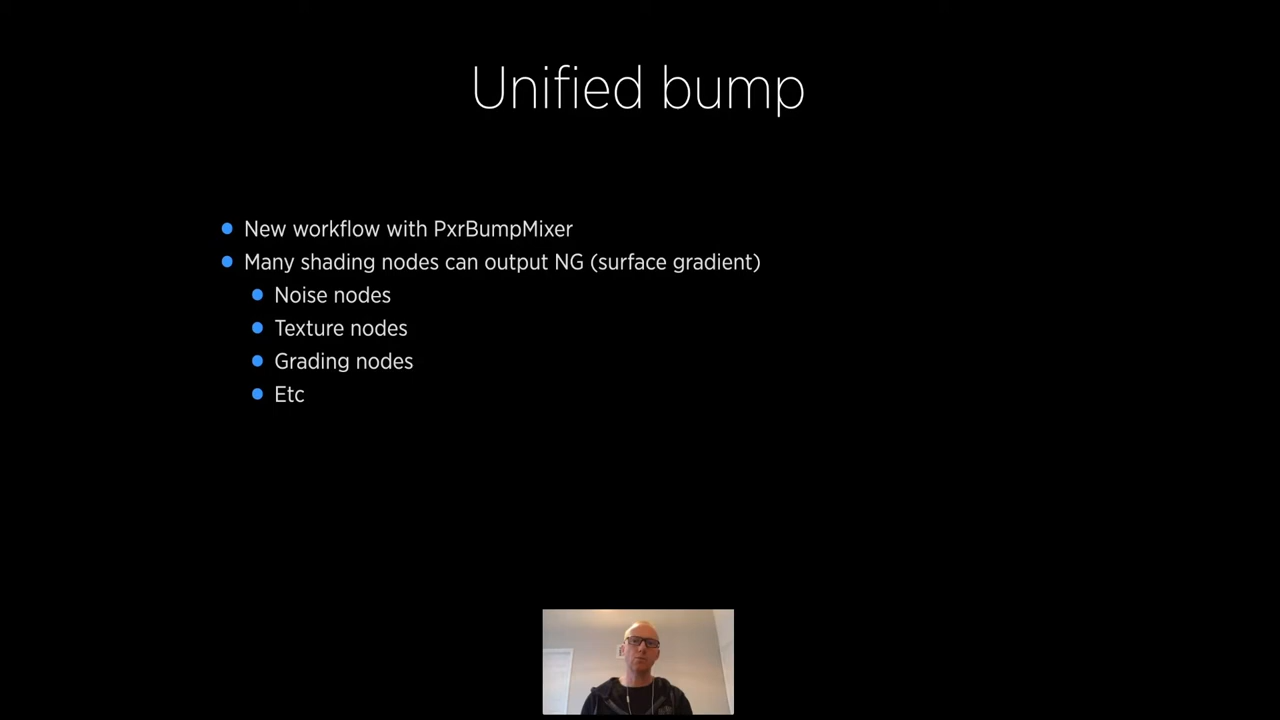 Unified bump
New workflow with PxrBumpMixer
Many shading nodes can output NG (surface gradient)
Noise nodes
Texture nodes
Grading nodes
Etc